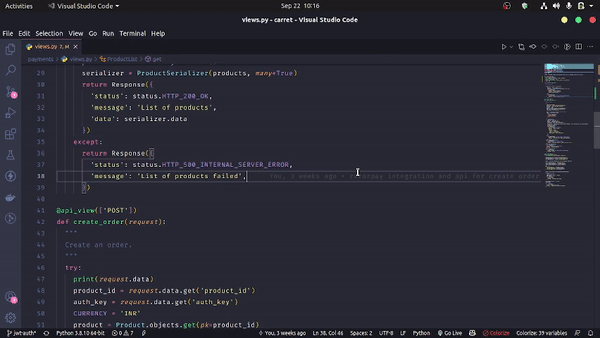 Activities
Visual Studio Code
Sep 22 10:16
views.py - carret - Visual Studio Code
File Edit Selection View Go Run Terminal Help
views.py 7, M
payments > views.py > ProductList > get
29 serializer = ProductSerializer(products, many=True)
30 return Response({
31 'status': status.HTTP_200_OK,
32 'message': 'List of products',
33 'data': serializer.data
34 })
35 except:
36 return Response({
37 'status': status.HTTP_500_INTERNAL_SERVER_ERROR,
38 'message': 'List of products failed', You, 3 weeks ago • integration and api for create order
39 })
40
41 @api_view(['POST'])
42 def create_order(request):
43 """
44 Create an order.
45 """
46 try:
47 print(request.data)
48 product_id = request.data.get('product_id')
49 auth_key = request.data.get('auth_key')
50 CURRENCY = 'INR'
51 product = Product.objects.get(pk=product_id)
jwt-auth* Python 3.8.10 64-bit 0 7 You, 3 weeks ago Ln 38, Col 46 Spaces: 2 UTF-8 LF Python Go Live Colorize Colorize: 39 variables